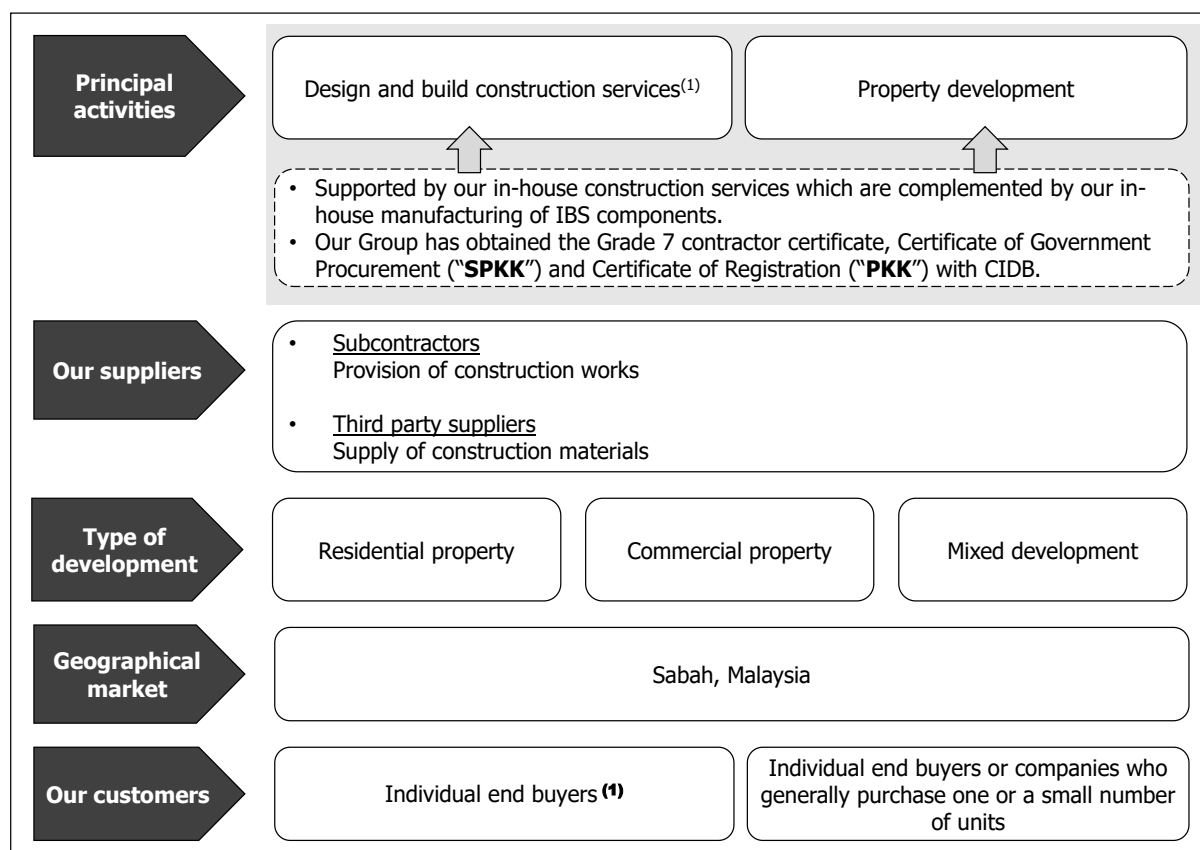 Principal
activities
Design and build construction services(1)
Property development
• Supported by our in-house construction services which are complemented by our in-
house manufacturing of IBS components.
• Our Group has obtained the Grade 7 contractor certificate, Certificate of Government
Procurement (“SPKK”) and Certificate of Registration (“PKK”) with CIDB.
Our suppliers
• Subcontractors
Provision of construction works
• Third party suppliers
Supply of construction materials
Type of
development
Residential property
Commercial property
Mixed development
Geographical
market
Sabah, Malaysia
Our customers
Individual end buyers (1)
Individual end buyers or companies who
generally purchase one or a small number
of units